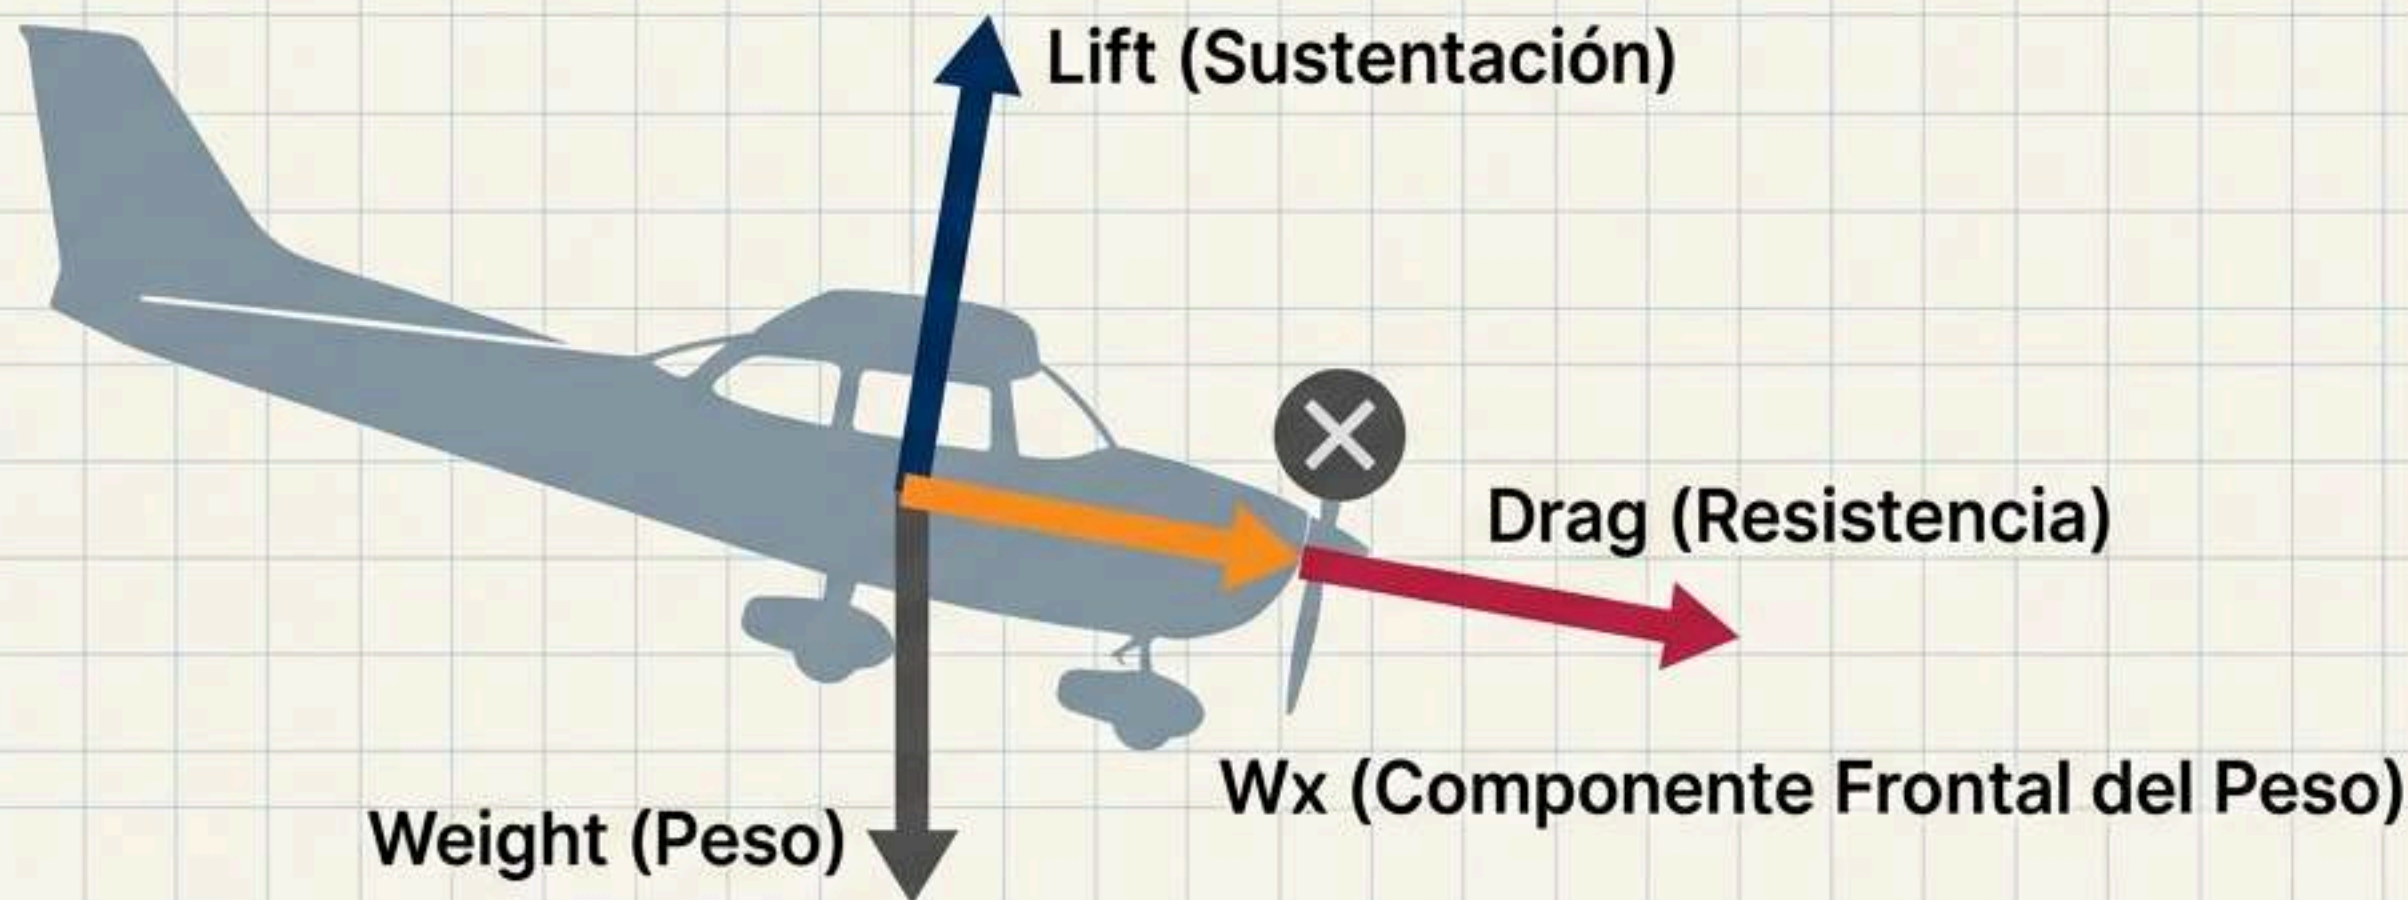 Lift (Sustentación)
Drag (Resistencia)
Wx (Componente Frontal del Peso)
Weight (Peso)